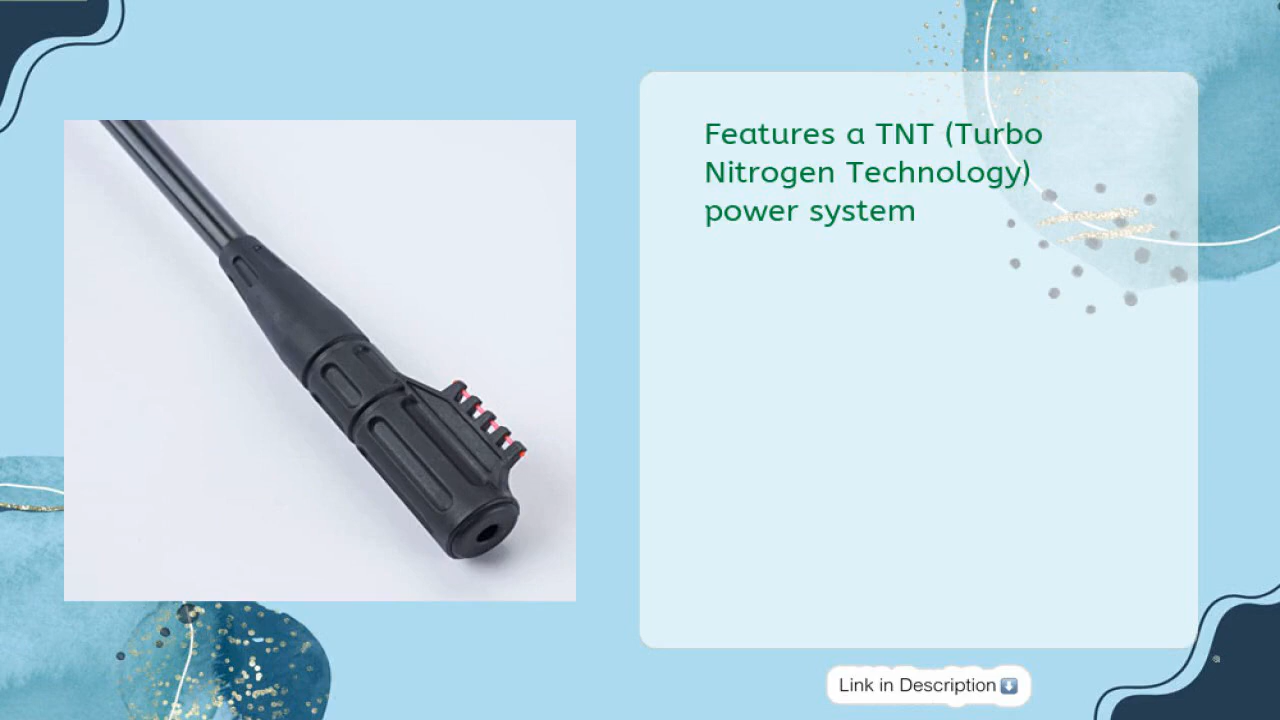 Features a TNT (Turbo
Nitrogen Technology)
power system
Link in Description⬇️